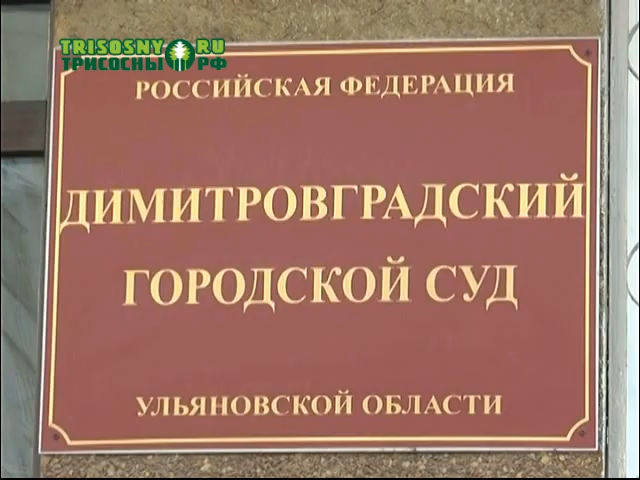 TRISOSNY RU
ТРИСОСНЫ РФ
РОССИЙСКАЯ ФЕДЕРАЦИЯ
ДИМИТРОВГРАДСКИЙ
ГОРОДСКОЙ СУД
УЛЬЯНОВСКОЙ ОБЛАСТИ